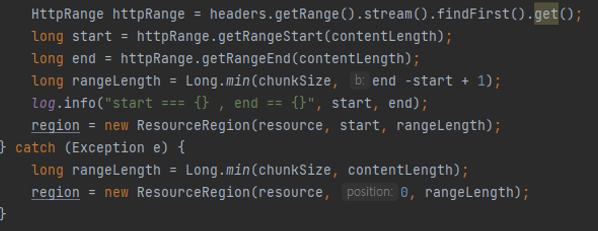 HttpRange httpRange = headers.getRange().stream().findFirst().get();
long start = httpRange.getRangeStart(contentLength);
long end = httpRange.getRangeEnd(contentLength);
long rangeLength = Long.min(chunkSize, b: end -start + 1);
log.info("start === {} , end == {}", start, end);
region = new ResourceRegion(resource, start, rangeLength);
} catch (Exception e) {
long rangeLength = Long.min(chunkSize, contentLength);
region = new ResourceRegion(resource, position: 0, rangeLength);
}